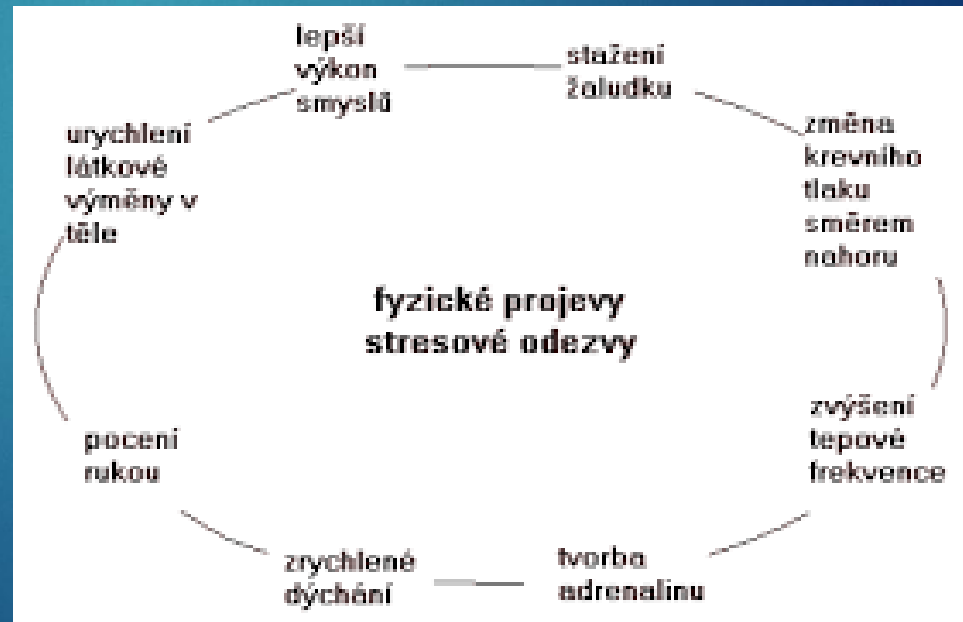 lepší
výkon
smyslů
stažení
žaludku
změna
krevního
tlaku
směrem
nahoru
zvýšení
tepové
frekvence
tvorba
adrenalinu
zrychlené
dýchání
pocení
rukou
urychlení
látkové
výměny v
těle
fyzické projevy
stresové odezvy